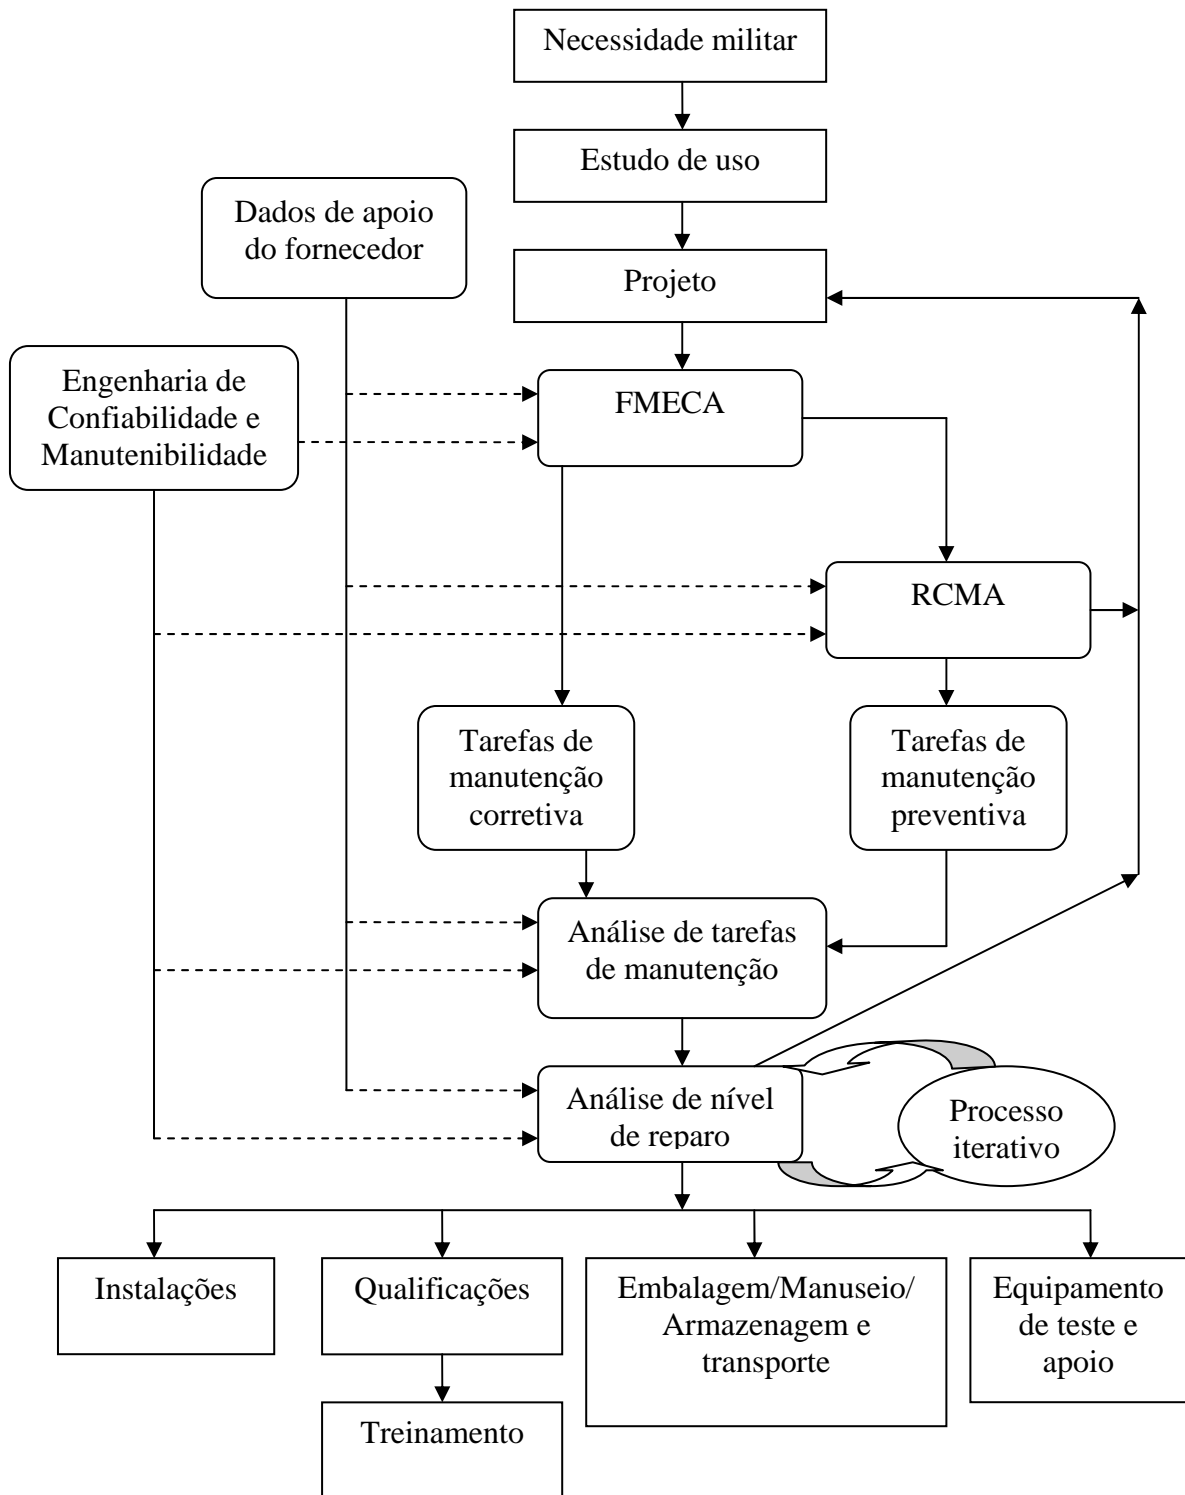 Necessidade militar
Estudo de uso
Dados de apoio
do fornecedor
Projeto
Engenharia de
Confiabilidade e
Manutenibilidade
FMECA
RCMA
Tarefas de
manutenção
corretiva
Tarefas de
manutenção
preventiva
Análise de tarefas
de manutenção
Análise de nível
de reparo
Processo
iterativo
Instalações
Qualificações
Embalagem/Manuseio/
Armazenagem e
transporte
Equipamento
de teste e
apoio
Treinamento